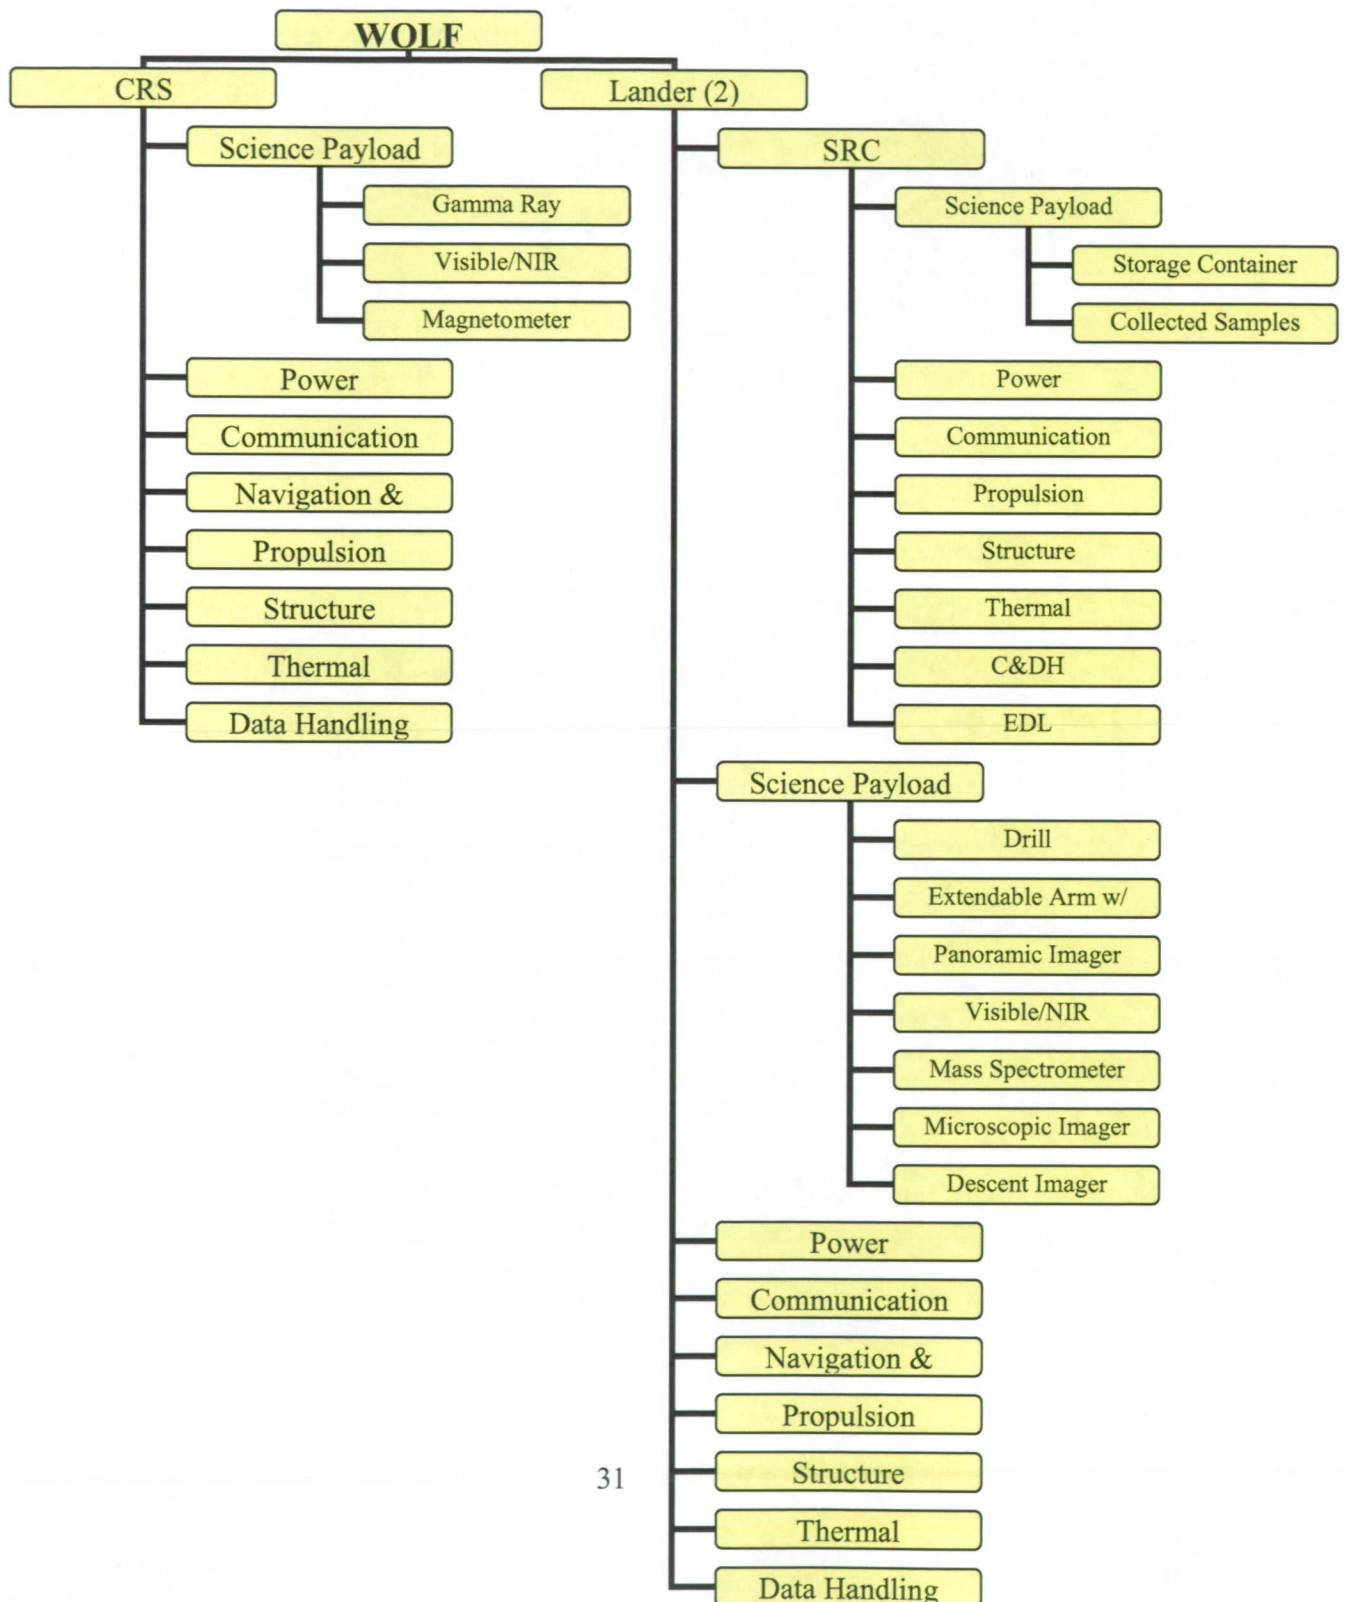 WOLF
CRS
Lander (2)
Science Payload
Gamma Ray
Visible/NIR
Magnetometer
Power
Communication
Navigation &
Propulsion
Structure
Thermal
Data Handling
SRC
Science Payload
Storage Container
Collected Samples
Power
Communication
Propulsion
Structure
Thermal
C&DH
EDL
Science Payload
Drill
Extendable Arm w/
Panoramic Imager
Visible/NIR
Mass Spectrometer
Microscopic Imager
Descent Imager
Power
Communication
Navigation &
Propulsion
Structure
Thermal
Data Handling
31